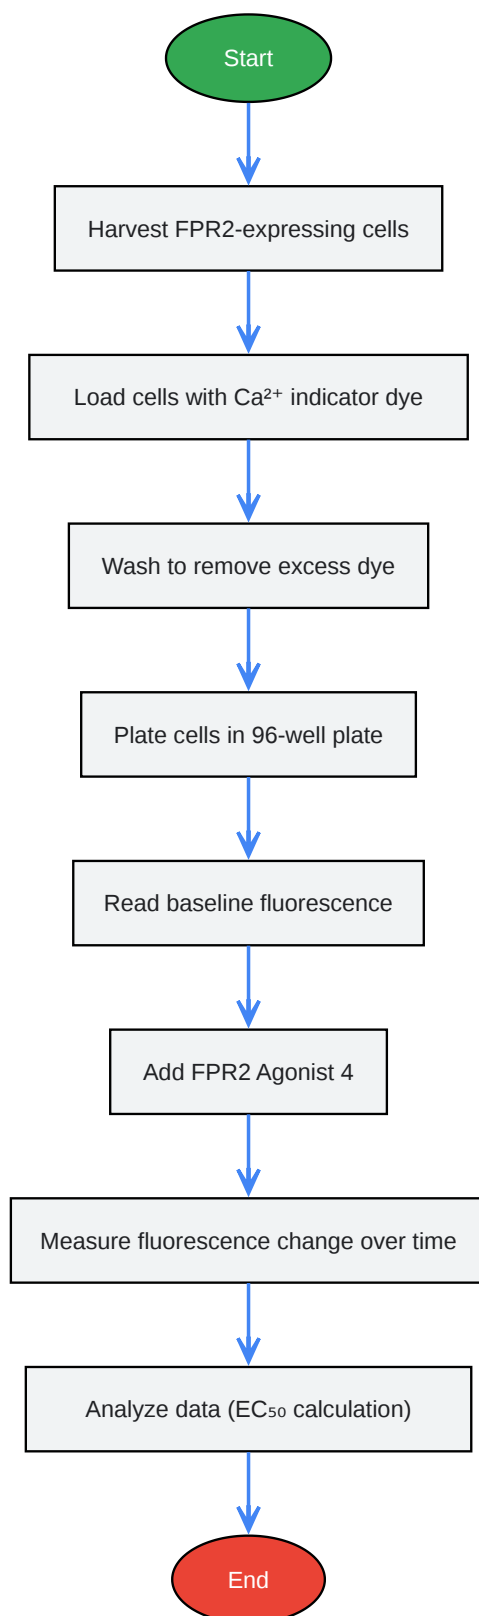 Start
Harvest FPR2-expressing cells
Load cells with Ca²⁺ indicator dye
Wash to remove excess dye
Plate cells in 96-well plate
Read baseline fluorescence
Add FPR2 Agonist 4
Measure fluorescence change over time
Analyze data (EC₅₀ calculation)
End